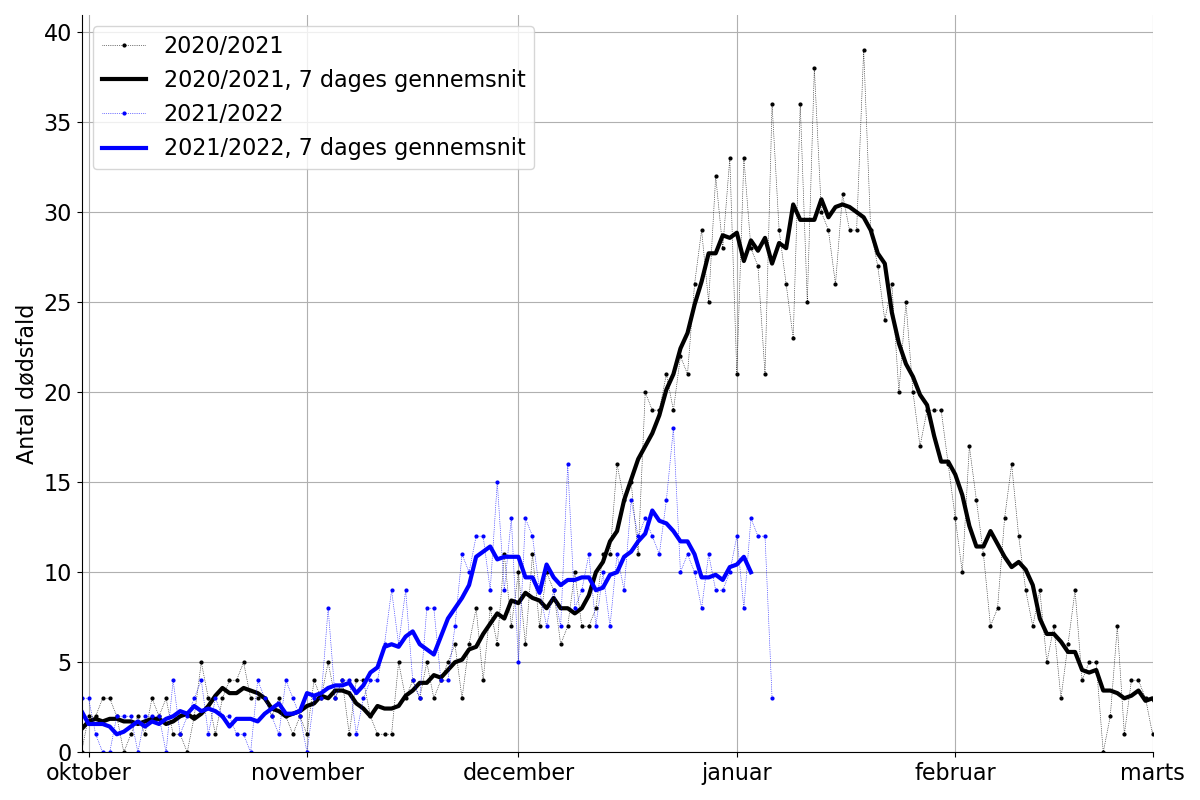 2020/2021
2020/2021, 7 dages gennemsnit
2021/2022
2021/2022, 7 dages gennemsnit
Antal dødsfald
40
35
30
25
20
15
10
5
0
oktober november december januar februar marts